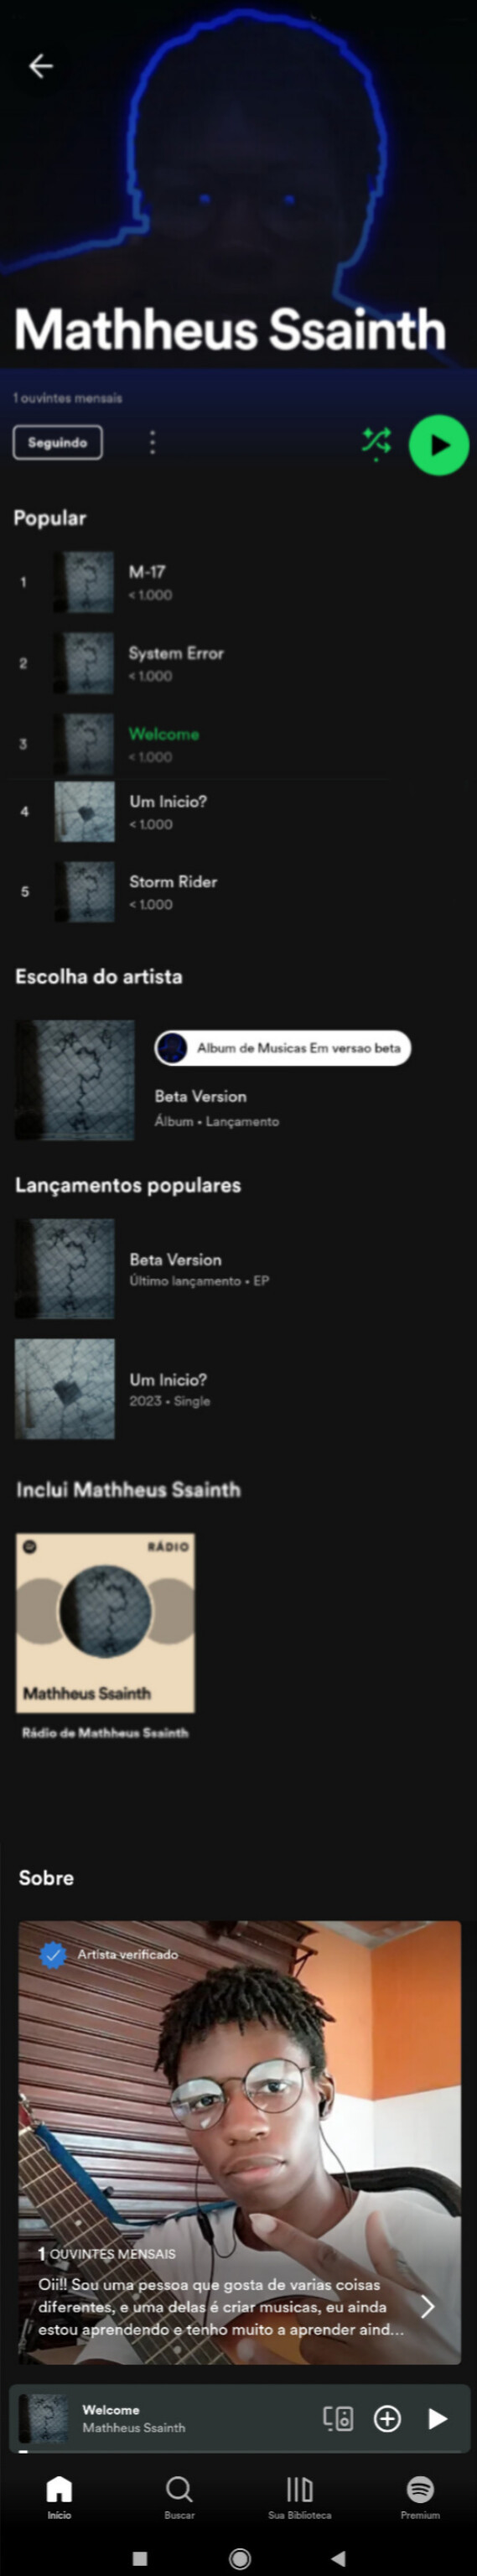 Mathheus Ssainth
1 ouvintes mensais
Seguindo
Popular
1
M-17
< 1.000
2
System Error
< 1.000
3
Welcome
< 1.000
4
Um Inicio?
< 1.000
5
Storm Rider
< 1.000
Escolha do artista
Album de Musicas Em versao beta
Beta Version
Álbum • Lançamento
Lançamentos populares
Beta Version
Último lançamento • EP
Um Inicio?
2023 • Single
Inclui Mathheus Ssainth
RÁDIO
Mathheus Ssainth
Rádio de Mathheus Ssainth
Sobre
Artista verificado
1 OUVINTES MENSAIS
Oii!! Sou uma pessoa que gosta de varias coisas
diferentes, e uma delas é criar musicas, eu ainda
estou aprendendo e tenho muito a aprender aind...
Welcome
Mathheus Ssainth
Início
Buscar
Sua Biblioteca
Premium